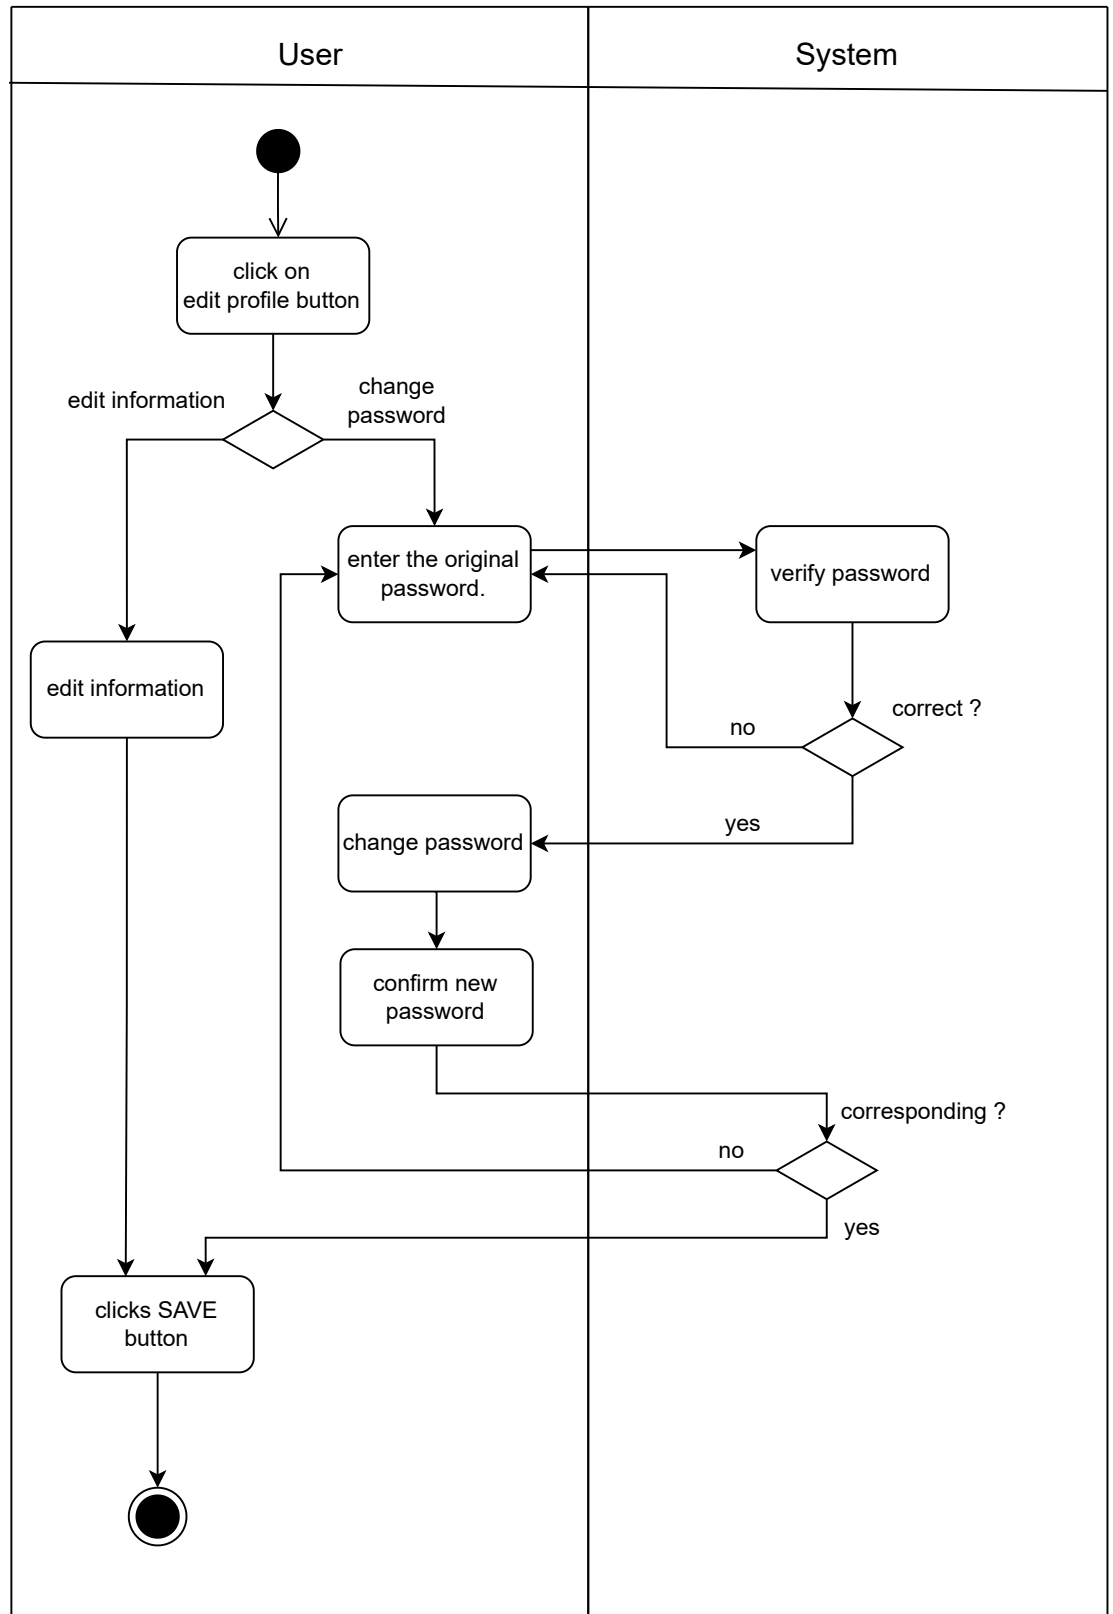 User
System
click on
edit profile button
edit information
change
password
enter the original
password.
verify password
edit information
correct ?
no
yes
change password
confirm new
password
corresponding ?
no
yes
clicks SAVE
button